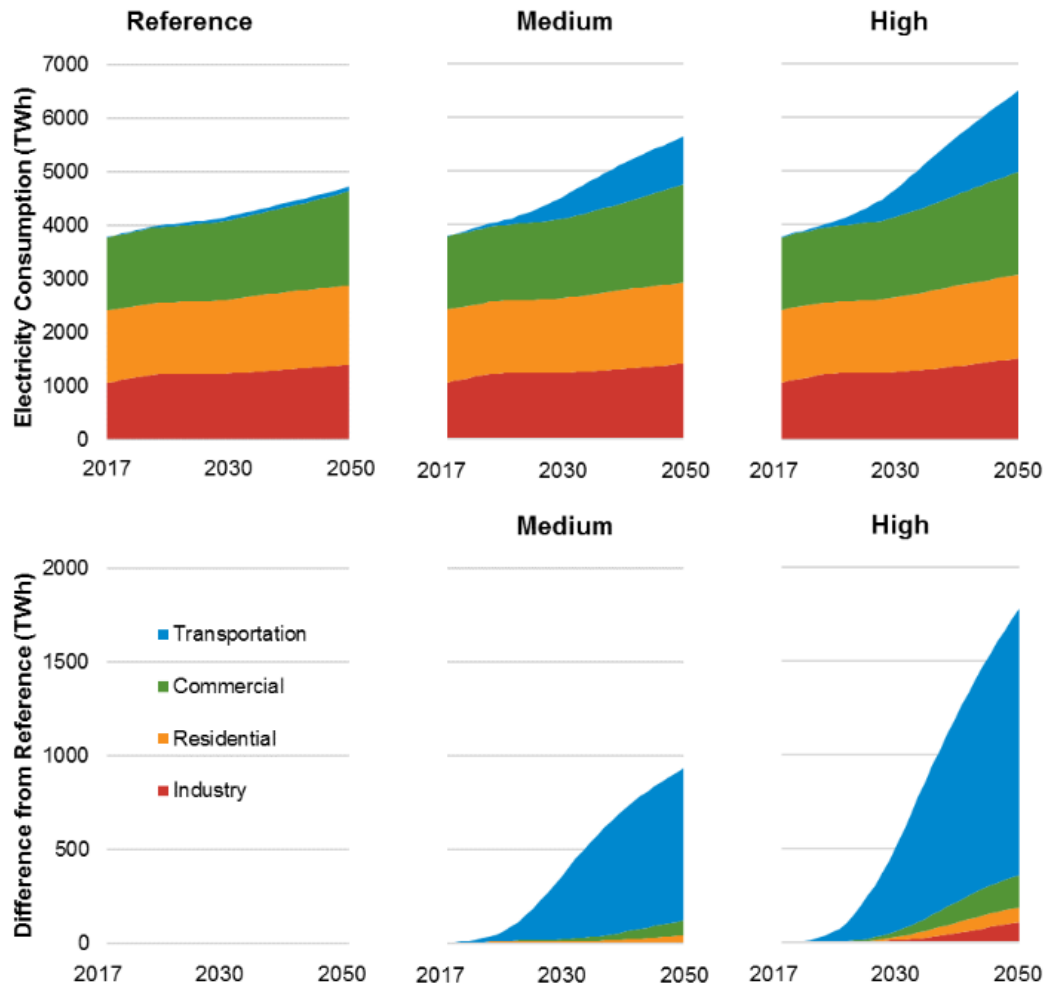 Reference
Medium
High
Electricity Consumption (TWh)
7000
6000
5000
4000
3000
2000
1000
0
2017 2030 2050
2017 2030 2050
2017 2030 2050
Medium
High
Difference from Reference (TWh)
2000
1500
1000
500
0
Transportation
Commercial
Residential
Industry
2017 2030 2050
2017 2030 2050
2017 2030 2050